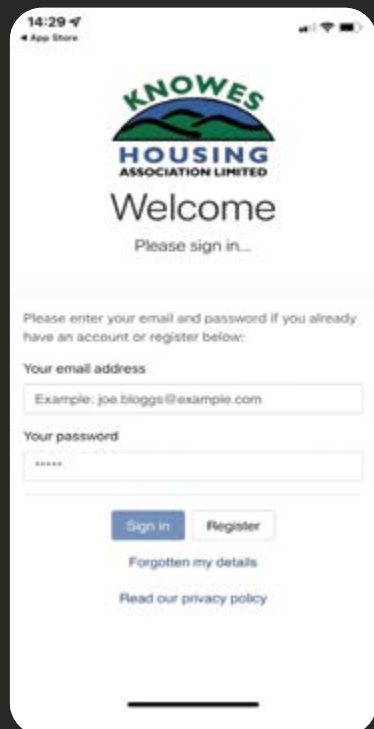 14:29
App Store
KNOWES
HOUSING
ASSOCIATION LIMITED
Welcome
Please sign in...
Please enter your email and password if you already
have an account or register below:
Your email address
Example: joe.bloggs@example.com
Your password
•••••
Sign in Register
Forgotten my details
Read our privacy policy